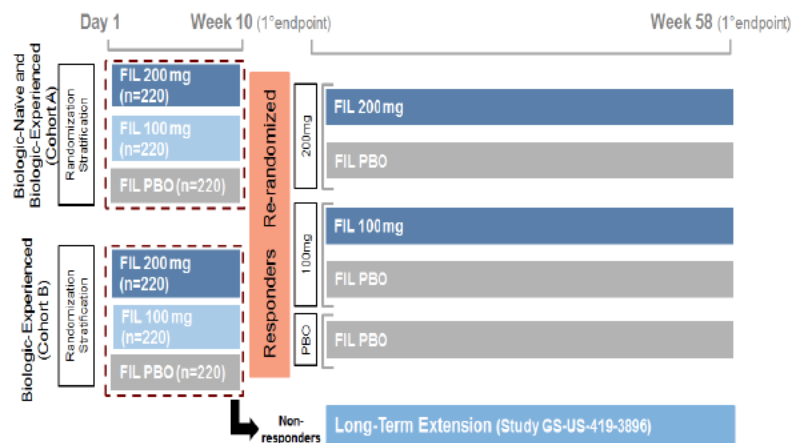 Day 1
Week 10 (1°endpoint)
Week 58 (1°endpoint)
Biologic-Naïve and
Biologic-Experienced
(Cohort A)
Randomization
Stratification
FIL 200 mg
(n=220)
FIL 100 mg
(n=220)
FIL PBO (n=220)
Biologic-Experienced
(Cohort B)
Randomization
Stratification
FIL 200 mg
(n=220)
FIL 100 mg
(n=220)
FIL PBO (n=220)
Responders Re-randomized
200mg
FIL 200 mg
FIL PBO
100mg
FIL 100 mg
FIL PBO
PBO
FIL PBO
Non-
responders
Long-Term Extension (Study GS-US-419-3896)